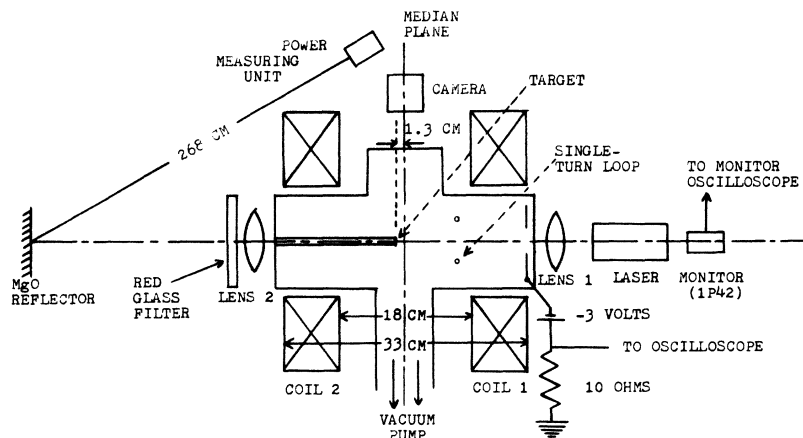 MEDIAN
PLANE
POWER
MEASURING
UNIT
CAMERA
TARGET
1.3 CM
268 CM
SINGLE-
TURN LOOP
TO MONITOR
OSCILLOSCOPE
MgO
REFLECTOR
RED
GLASS
FILTER
LENS 2
LENS 1
LASER
MONITOR
(1P42)
18 CM
33 CM
-3 VOLTS
TO OSCILLOSCOPE
COIL 2
COIL 1
10 OHMS
VACUUM
PUMP